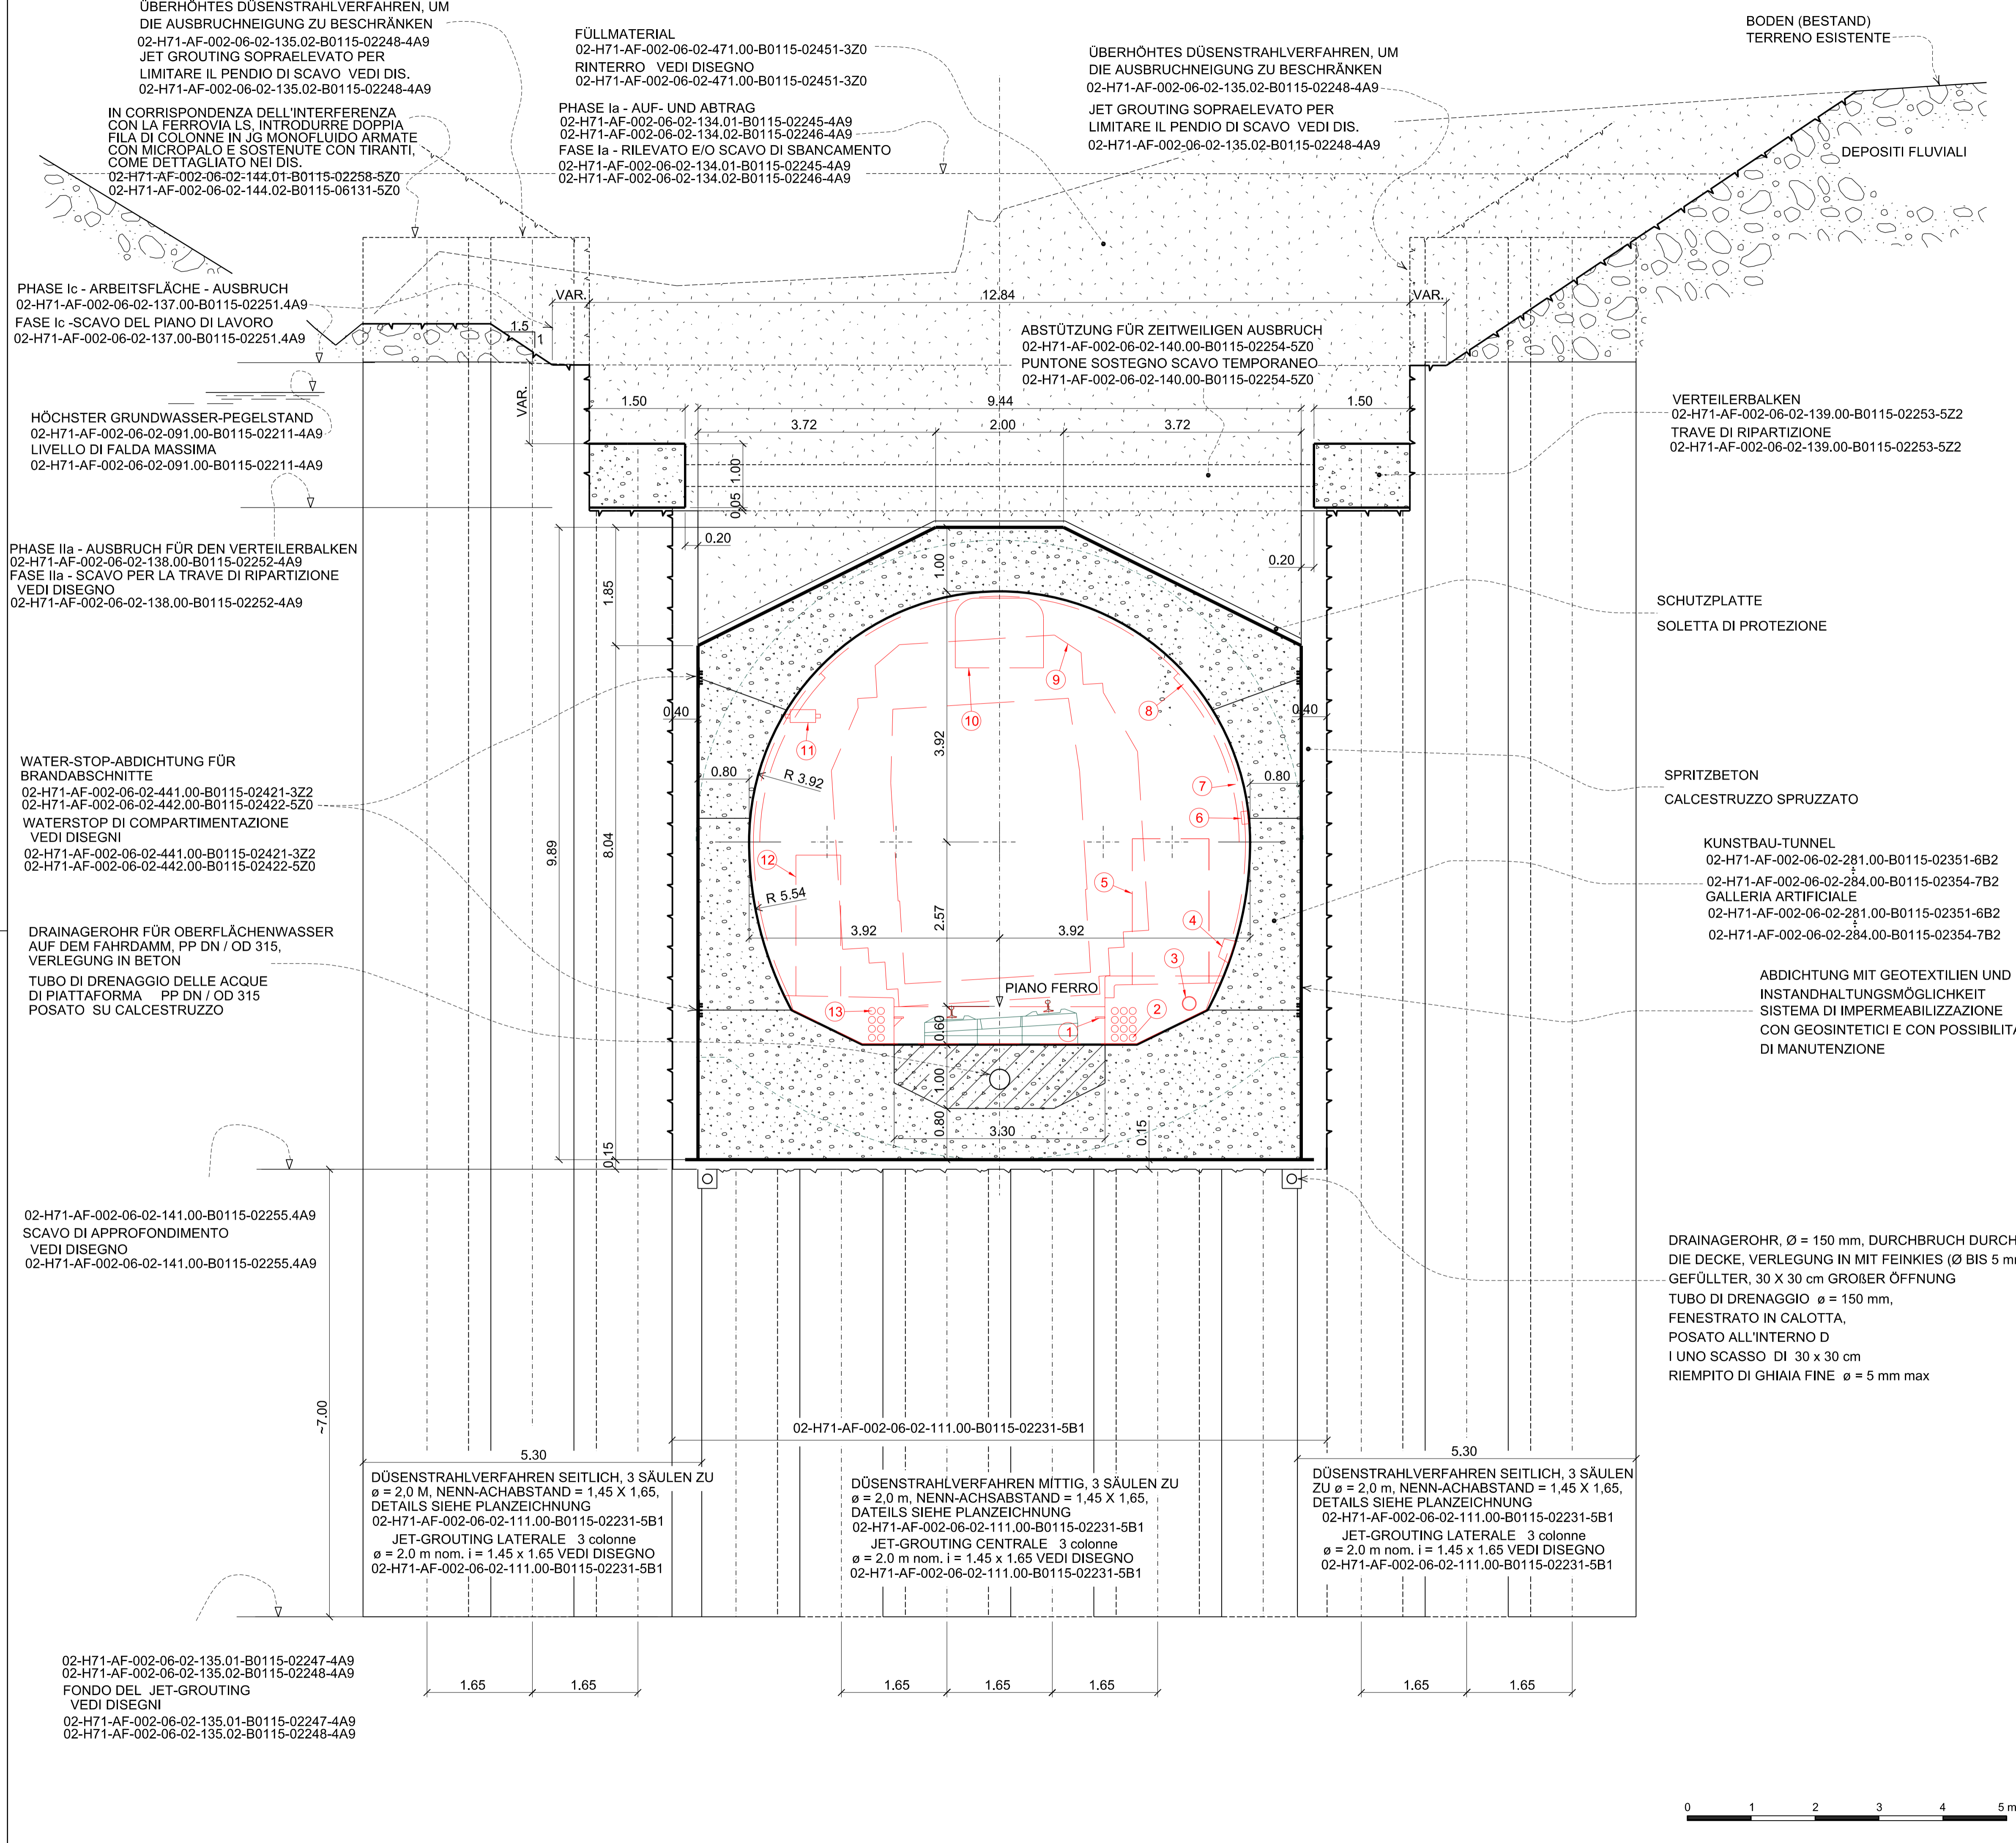 ÜBERHÖHTES DÜSENSTRAHLVERFAHREN, UM
DIE AUSBRUCHNEIGUNG ZU BESCHRÄNKEN
02-H71-AF-002-06-02-135.02-B0115-02248-4A9
JET GROUTING SOPRAELEVATO PER
LIMITARE IL PENDIO DI SCAVO VEDI DIS.
02-H71-AF-002-06-02-135.02-B0115-02248-4A9
IN CORRISPONDENZA DELL'INTERFERENZA
CON LA FERROVIA LS, INTRODURRE DOPPIA
FILA DI COLONNE IN JG MONOFLUIDO ARMATE
CON MICROPALO E SOSTENUTE CON TIRANTI,
COME DETTAGLIATO NEI DIS.
02-H71-AF-002-06-02-144.01-B0115-02258-5Z0
02-H71-AF-002-06-02-144.02-B0115-06131-5Z0
FÜLLMATERIAL
02-H71-AF-002-06-02-471.00-B0115-02451-3Z0
RINTERRO VEDI DISEGNO
02-H71-AF-002-06-02-471.00-B0115-02451-3Z0
PHASE Ia - AUF- UND ABTRAG
02-H71-AF-002-06-02-134.01-B0115-02245-4A9
02-H71-AF-002-06-02-134.02-B0115-02246-4A9
FASE Ia - RILEVATO E/O SCAVO DI SBANCAMENTO
02-H71-AF-002-06-02-134.01-B0115-02245-4A9
02-H71-AF-002-06-02-134.02-B0115-02246-4A9
ÜBERHÖHTES DÜSENSTRAHLVERFAHREN, UM
DIE AUSBRUCHNEIGUNG ZU BESCHRÄNKEN
02-H71-AF-002-06-02-135.02-B0115-02248-4A9
JET GROUTING SOPRAELEVATO PER
LIMITARE IL PENDIO DI SCAVO VEDI DIS.
02-H71-AF-002-06-02-135.02-B0115-02248-4A9
BODEN (BESTAND)
TERRENO ESISTENTE
DEPOSITI FLUVIALI
PHASE Ic - ARBEITSFLÄCHE - AUSBRUCH
02-H71-AF-002-06-02-137.00-B0115-02251.4A9
FASE Ic -SCAVO DEL PIANO DI LAVORO
02-H71-AF-002-06-02-137.00-B0115-02251.4A9
1.5
1
VAR.
12.84
VAR.
VAR.
ABSTÜTZUNG FÜR ZEITWEILIGEN AUSBRUCH
02-H71-AF-002-06-02-140.00-B0115-02254-5Z0
PUNTONE SOSTEGNO SCAVO TEMPORANEO
02-H71-AF-002-06-02-140.00-B0115-02254-5Z0
HÖCHSTER GRUNDWASSER-PEGELSTAND
02-H71-AF-002-06-02-091.00-B0115-02211-4A9
LIVELLO DI FALDA MASSIMA
02-H71-AF-002-06-02-091.00-B0115-02211-4A9
1.50
9.44
1.50
3.72
2.00
3.72
1.00
0.05
VERTEILERBALKEN
02-H71-AF-002-06-02-139.00-B0115-02253-5Z2
TRAVE DI RIPARTIZIONE
02-H71-AF-002-06-02-139.00-B0115-02253-5Z2
PHASE IIa - AUSBRUCH FÜR DEN VERTEILERBALKEN
02-H71-AF-002-06-02-138.00-B0115-02252-4A9
FASE IIa - SCAVO PER LA TRAVE DI RIPARTIZIONE
VEDI DISEGNO
02-H71-AF-002-06-02-138.00-B0115-02252-4A9
0.20
0.20
1.00
1.85
SCHUTZPLATTE
SOLETTA DI PROTEZIONE
9
8
10
11
0.40
0.40
3.92
R 3.92
0.80
0.80
7
6
WATER-STOP-ABDICHTUNG FÜR
BRANDABSCHNITTE
02-H71-AF-002-06-02-441.00-B0115-02421-3Z2
02-H71-AF-002-06-02-442.00-B0115-02422-5Z0
WATERSTOP DI COMPARTIMENTAZIONE
VEDI DISEGNI
02-H71-AF-002-06-02-441.00-B0115-02421-3Z2
02-H71-AF-002-06-02-442.00-B0115-02422-5Z0
SPRITZBETON
CALCESTRUZZO SPRUZZATO
9.89
8.04
12
R 5.54
5
4
3
2.57
3.92
3.92
KUNSTBAU-TUNNEL
02-H71-AF-002-06-02-281.00-B0115-02351-6B2
÷
02-H71-AF-002-06-02-284.00-B0115-02354-7B2
GALLERIA ARTIFICIALE
02-H71-AF-002-06-02-281.00-B0115-02351-6B2
÷
02-H71-AF-002-06-02-284.00-B0115-02354-7B2
DRAINAGEROHR FÜR OBERFLÄCHENWASSER
AUF DEM FAHRDAMM, PP DN / OD 315,
VERLEGUNG IN BETON
TUBO DI DRENAGGIO DELLE ACQUE
DI PIATTAFORMA PP DN / OD 315
POSATO SU CALCESTRUZZO
PIANO FERRO
13
1
2
0.60
1.00
0.80
3.30
0.15
0.15
ABDICHTUNG MIT GEOTEXTILIEN UND
INSTANDHALTUNGSMÖGLICHKEIT
SISTEMA DI IMPERMEABILIZZAZIONE
CON GEOSINTETICI E CON POSSIBILITA
DI MANUTENZIONE
02-H71-AF-002-06-02-141.00-B0115-02255.4A9
SCAVO DI APPROFONDIMENTO
VEDI DISEGNO
02-H71-AF-002-06-02-141.00-B0115-02255.4A9
DRAINAGEROHR, Ø = 150 mm, DURCHBRUCH DURCH
DIE DECKE, VERLEGUNG IN MIT FEINKIES (Ø BIS 5 mm
GEFÜLLTER, 30 X 30 cm GROßER ÖFFNUNG
TUBO DI DRENAGGIO ø = 150 mm,
FENESTRATO IN CALOTTA,
POSATO ALL'INTERNO D
I UNO SCASSO DI 30 x 30 cm
RIEMPITO DI GHIAIA FINE ø = 5 mm max
~7.00
02-H71-AF-002-06-02-111.00-B0115-02231-5B1
5.30
5.30
DÜSENSTRAHLVERFAHREN SEITLICH, 3 SÄULEN ZU
ø = 2,0 M, NENN-ACHABSTAND = 1,45 X 1,65,
DETAILS SIEHE PLANZEICHNUNG
02-H71-AF-002-06-02-111.00-B0115-02231-5B1
JET-GROUTING LATERALE 3 colonne
ø = 2.0 m nom. i = 1.45 x 1.65 VEDI DISEGNO
02-H71-AF-002-06-02-111.00-B0115-02231-5B1
DÜSENSTRAHLVERFAHREN MITTIG, 3 SÄULEN ZU
ø = 2,0 m, NENN-ACHSABSTAND = 1,45 X 1,65,
DATEILS SIEHE PLANZEICHNUNG
02-H71-AF-002-06-02-111.00-B0115-02231-5B1
JET-GROUTING CENTRALE 3 colonne
ø = 2.0 m nom. i = 1.45 x 1.65 VEDI DISEGNO
02-H71-AF-002-06-02-111.00-B0115-02231-5B1
DÜSENSTRAHLVERFAHREN SEITLICH, 3 SÄULEN
ZU ø = 2,0 m, NENN-ACHABSTAND = 1,45 X 1,65,
DETAILS SIEHE PLANZEICHNUNG
02-H71-AF-002-06-02-111.00-B0115-02231-5B1
JET-GROUTING LATERALE 3 colonne
ø = 2.0 m nom. i = 1.45 x 1.65 VEDI DISEGNO
02-H71-AF-002-06-02-111.00-B0115-02231-5B1
02-H71-AF-002-06-02-135.01-B0115-02247-4A9
02-H71-AF-002-06-02-135.02-B0115-02248-4A9
FONDO DEL JET-GROUTING
VEDI DISEGNI
02-H71-AF-002-06-02-135.01-B0115-02247-4A9
02-H71-AF-002-06-02-135.02-B0115-02248-4A9
1.65
1.65
1.65
1.65
1.65
1.65
1.65
0 1 2 3 4 5 m